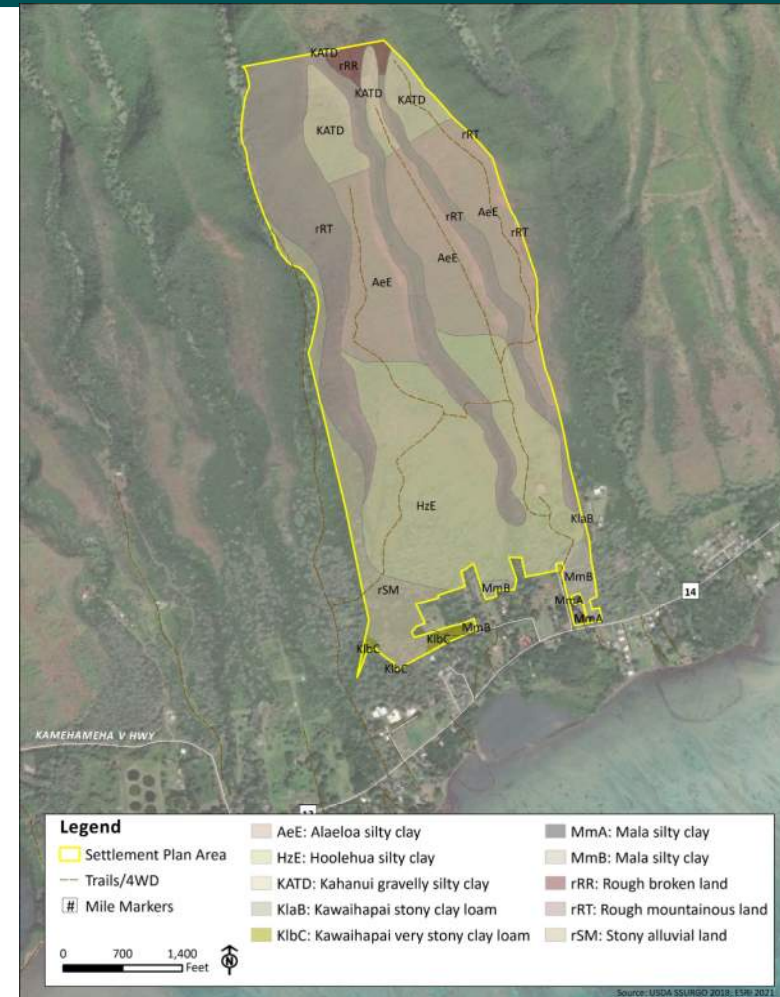 KATD
rRR
KATD
KATD
KATD
rRT
rRT
rRT
AeE
rRT
AeE
AeE
HzE
KlaB
rSM
MmB
MmB
MmA
MmA
14
KlbC
KlbC
MmB
KlbC
KAMEHAMEHA V HWY
Legend
Settlement Plan Area
Trails/4WD
# Mile Markers
0 700 1,400
Feet
N
AeE: Alaeloa silty clay
HzE: Hoolehua silty clay
KATD: Kahanui gravelly silty clay
KlaB: Kawaihapai stony clay loam
KlbC: Kawaihapai very stony clay loam
MmA: Mala silty clay
MmB: Mala silty clay
rRR: Rough broken land
rRT: Rough mountainous land
rSM: Stony alluvial land
Source: USDA SSURGO 2018; ESRI 2021